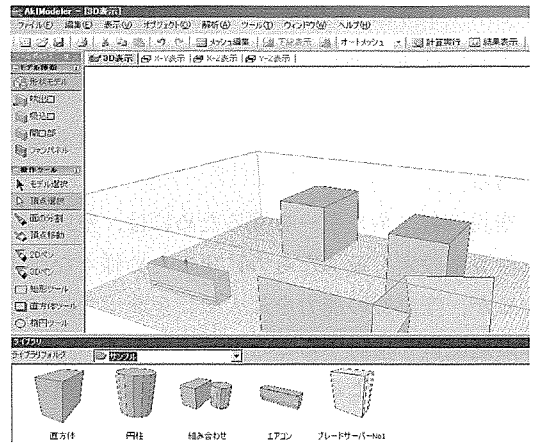 AklModeler - [3D表示]
ファイル(F) 編集(E) 表示(V) オブジェクト(O) 解析(A) ツール(T) ウィンドウ(W) ヘルプ(H)
メッシュ編集 オートメッシュ 計算実行 結果表示
3D表示 X-Y表示 X-Z表示 Y-Z表示
形状モデル
吹出口
吸込口
開口部
ファンパネル
操作ツール
モデル選択
頂点選択
面の分割
頂点移動
2Dペン
3Dペン
矩形ツール
直方体ツール
楕円ツール
ライブラリ
ライブラリフォルダ サンプル
直方体 円柱 組み合わせ エアコン ブレードサーバーNo1